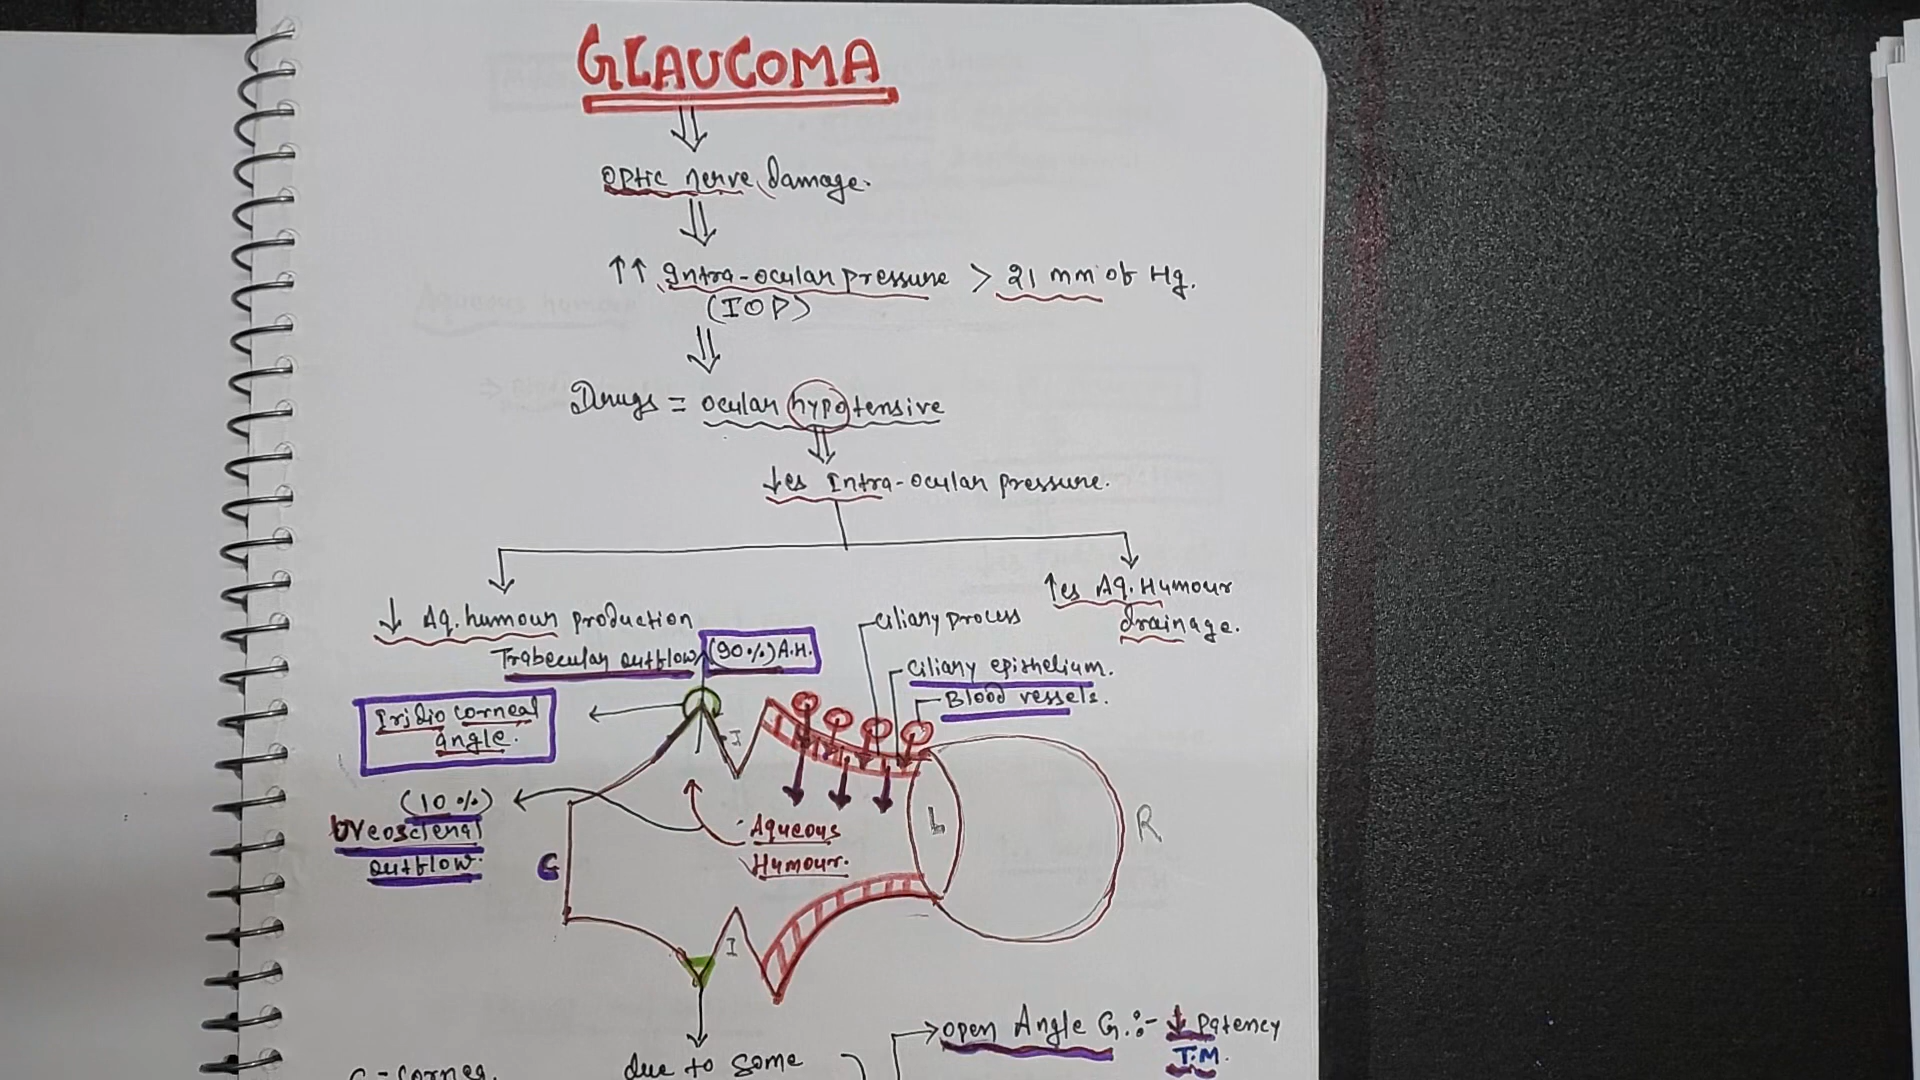 GLAUCOMA
Optic nerve damage.
↑↑ Intra-ocular pressure > 21 mm of Hg.
(IOP)
Drugs = ocular hypotensive
↓es Intra-ocular pressure.
↓ Aq. humour production
↑es Aq. Humour
drainage.
Trabecular outflow (90%) A.H.
ciliary process
ciliary epithelium.
Blood vessels.
Irido corneal
angle.
I
(10%)
Uveoscleral
outflow.
C
Aqueous
Humour.
L
R
I
open Angle G.:- ↓ patency
T.M.
due to some
C - cornea.